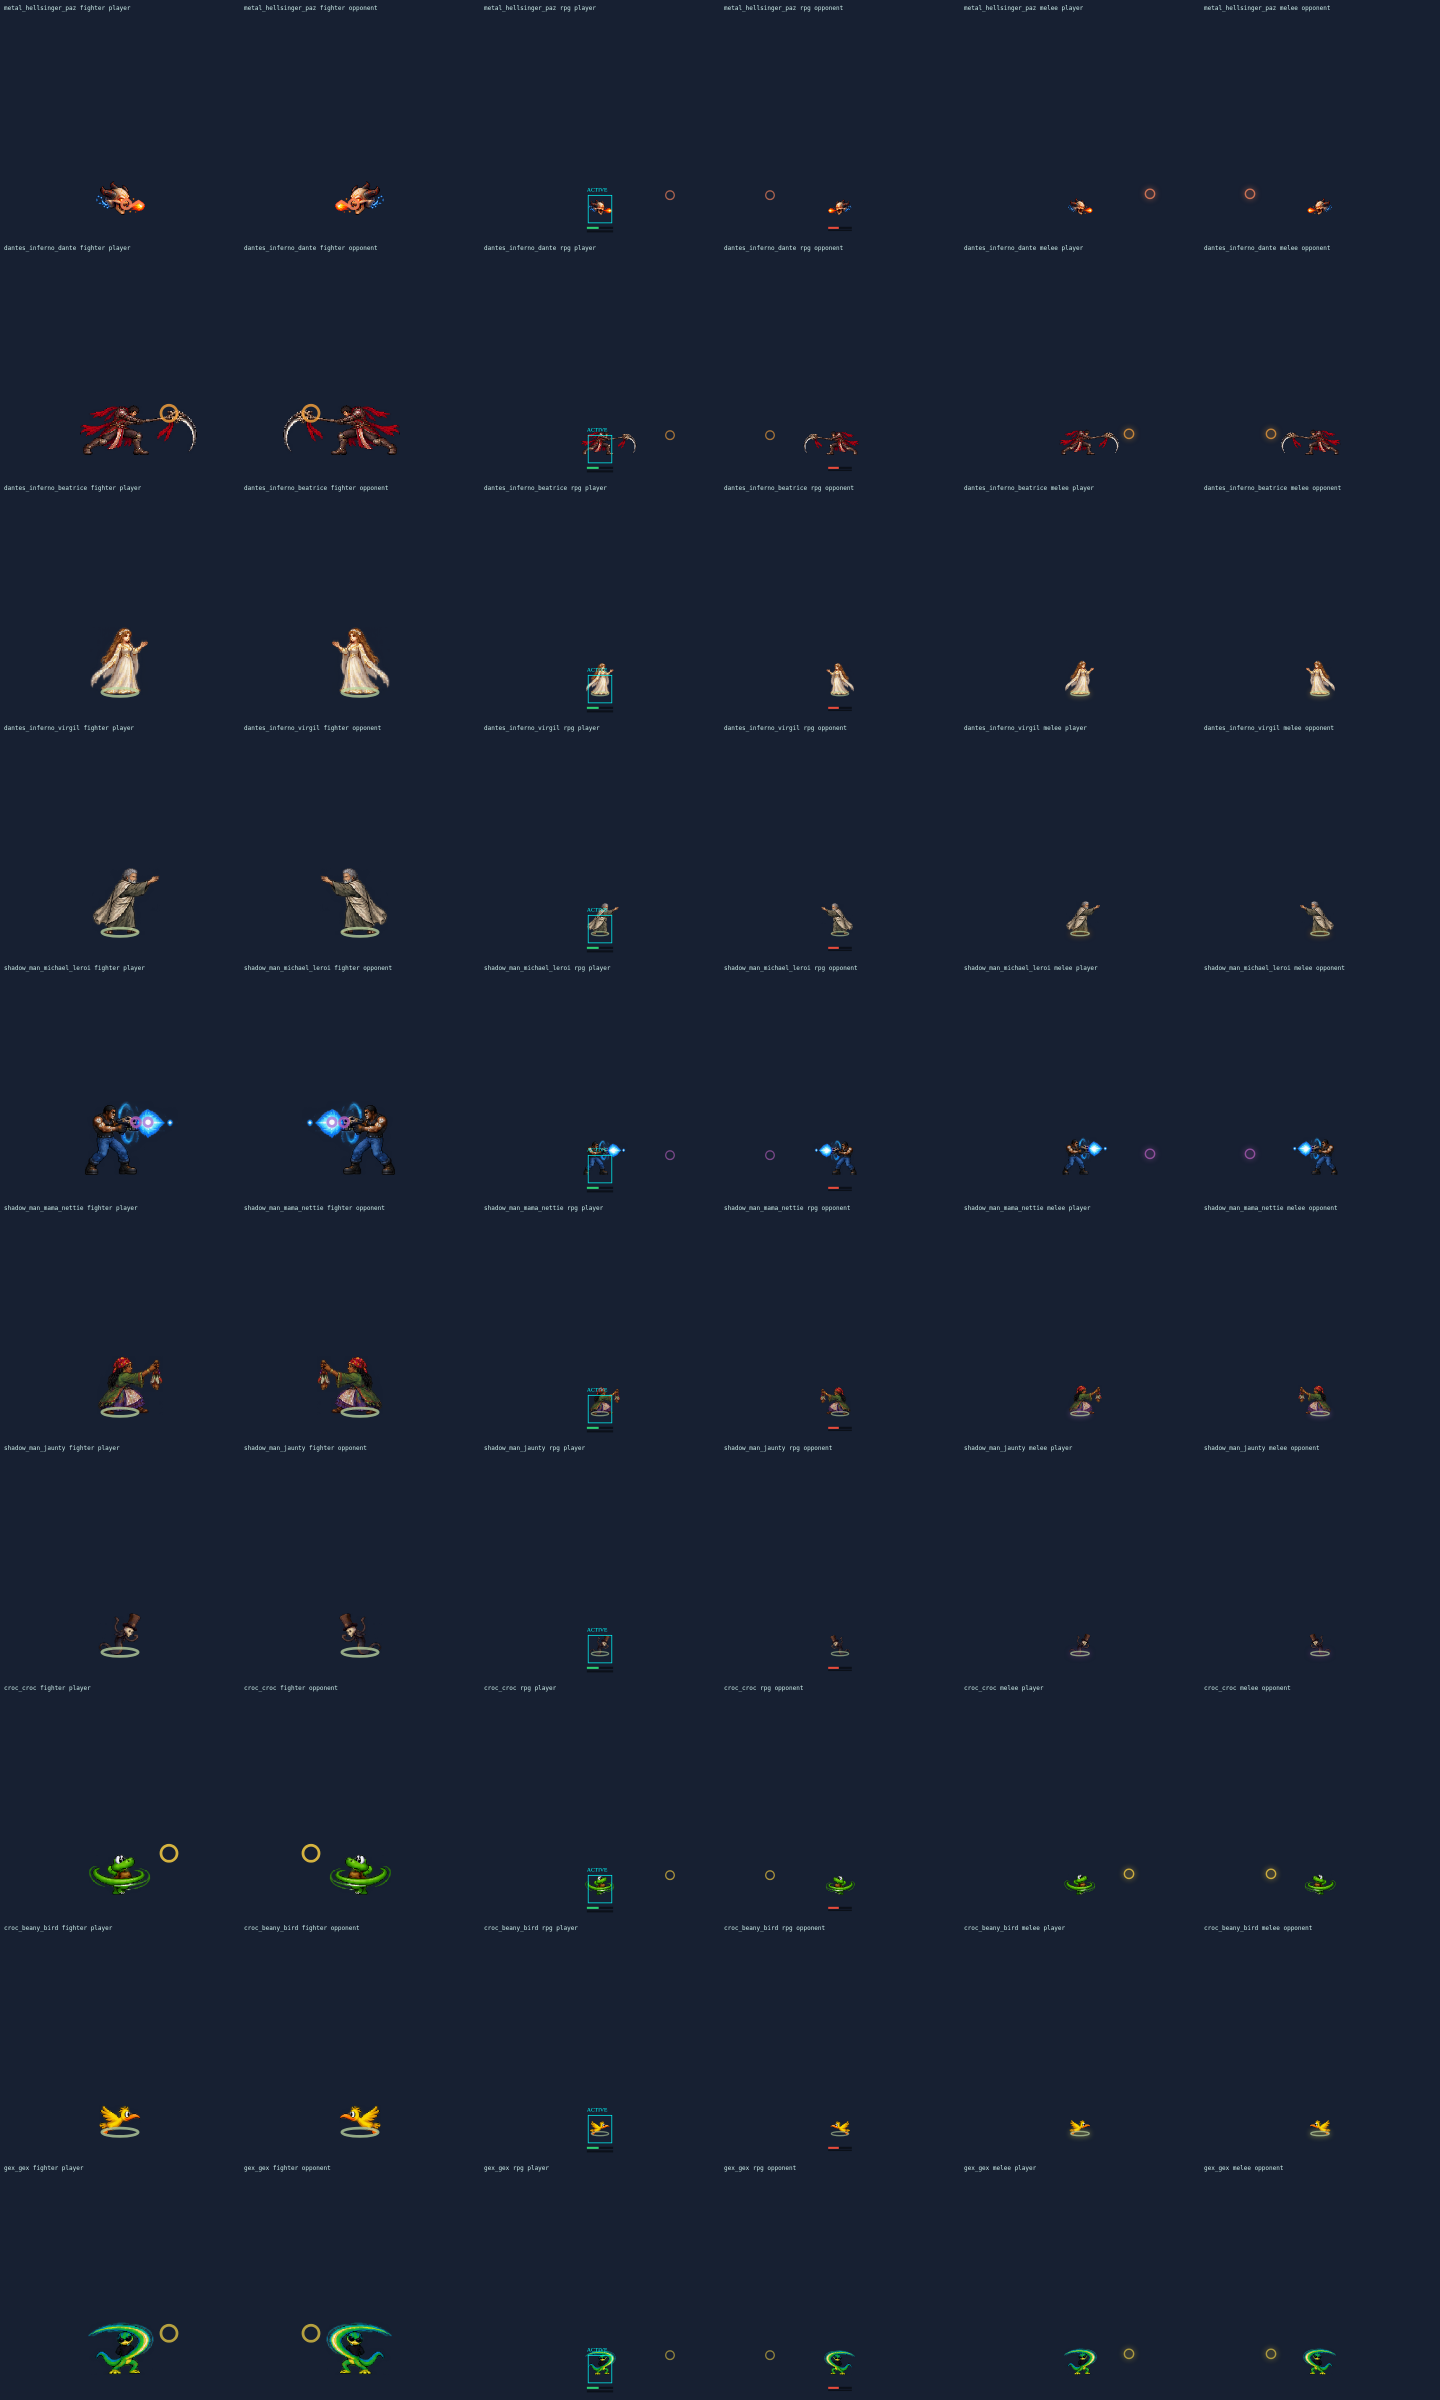 metal_hellsinger_paz fighter player
metal_hellsinger_paz fighter opponent
metal_hellsinger_paz rpg player
metal_hellsinger_paz rpg opponent
metal_hellsinger_paz melee player
metal_hellsinger_paz melee opponent
ACTIVE
dantes_inferno_dante fighter player
dantes_inferno_dante fighter opponent
dantes_inferno_dante rpg player
dantes_inferno_dante rpg opponent
dantes_inferno_dante melee player
dantes_inferno_dante melee opponent
ACTIVE
dantes_inferno_beatrice fighter player
dantes_inferno_beatrice fighter opponent
dantes_inferno_beatrice rpg player
dantes_inferno_beatrice rpg opponent
dantes_inferno_beatrice melee player
dantes_inferno_beatrice melee opponent
ACTIVE
dantes_inferno_virgil fighter player
dantes_inferno_virgil fighter opponent
dantes_inferno_virgil rpg player
dantes_inferno_virgil rpg opponent
dantes_inferno_virgil melee player
dantes_inferno_virgil melee opponent
ACTIVE
shadow_man_michael_leroi fighter player
shadow_man_michael_leroi fighter opponent
shadow_man_michael_leroi rpg player
shadow_man_michael_leroi rpg opponent
shadow_man_michael_leroi melee player
shadow_man_michael_leroi melee opponent
shadow_man_mama_nettie fighter player
shadow_man_mama_nettie fighter opponent
shadow_man_mama_nettie rpg player
shadow_man_mama_nettie rpg opponent
shadow_man_mama_nettie melee player
shadow_man_mama_nettie melee opponent
ACTIVE
shadow_man_jaunty fighter player
shadow_man_jaunty fighter opponent
shadow_man_jaunty rpg player
shadow_man_jaunty rpg opponent
shadow_man_jaunty melee player
shadow_man_jaunty melee opponent
ACTIVE
croc_croc fighter player
croc_croc fighter opponent
croc_croc rpg player
croc_croc rpg opponent
croc_croc melee player
croc_croc melee opponent
ACTIVE
croc_beany_bird fighter player
croc_beany_bird fighter opponent
croc_beany_bird rpg player
croc_beany_bird rpg opponent
croc_beany_bird melee player
croc_beany_bird melee opponent
ACTIVE
gex_gex fighter player
gex_gex fighter opponent
gex_gex rpg player
gex_gex rpg opponent
gex_gex melee player
gex_gex melee opponent
ACTIVE